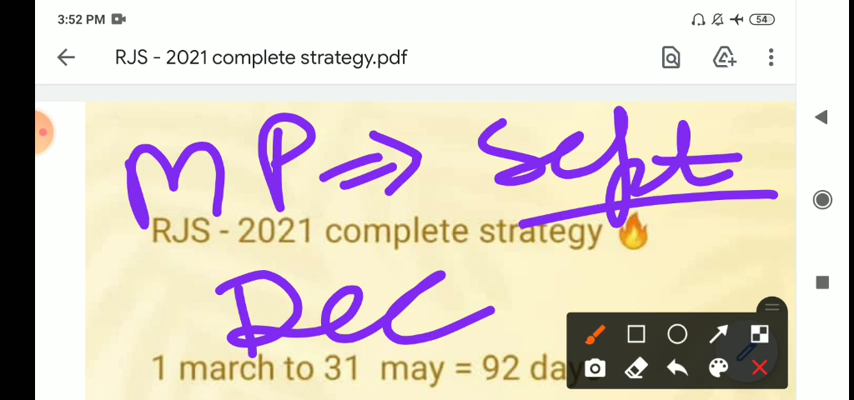 3:52 PM 54
RJS - 2021 complete strategy.pdf
MP ⇒ Sept
RJS - 2021 complete strategy 🔥
Dec
1 march to 31 may = 92 da